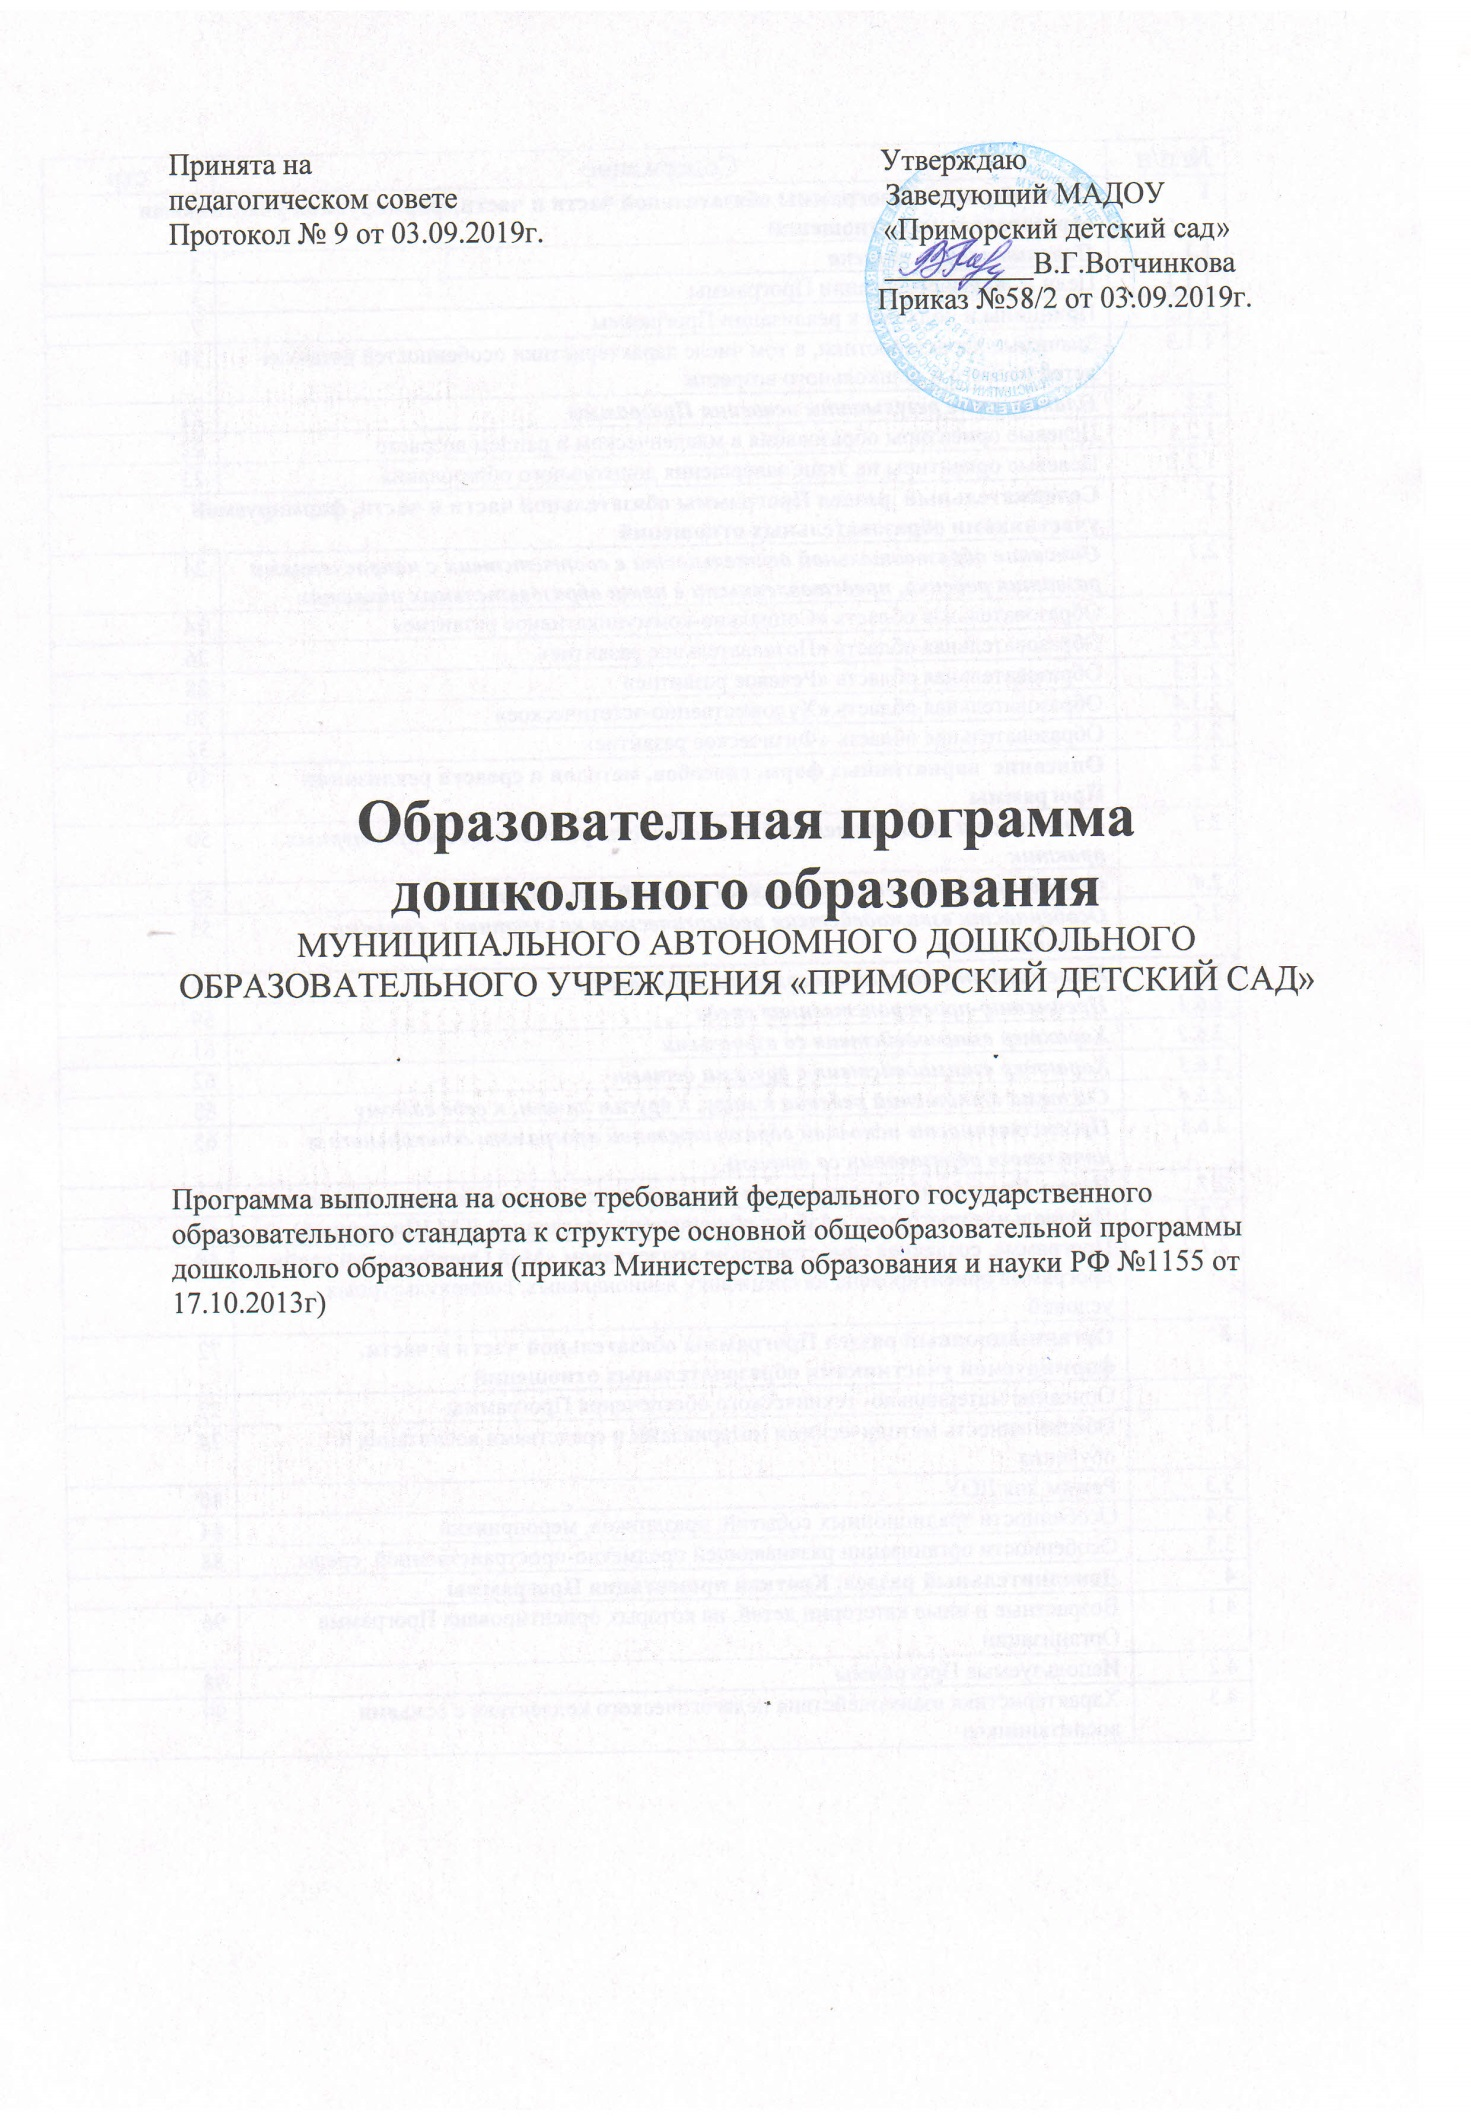 Принята на
педагогическом совете
Протокол № 9 от 03.09.2019г.
Утверждаю
Заведующий МАДОУ
«Приморский детский сад»
В.Г.Вотчинкова
Приказ №58/2 от 03.09.2019г.
Образовательная программа
дошкольного образования
МУНИЦИПАЛЬНОГО АВТОНОМНОГО ДОШКОЛЬНОГО
ОБРАЗОВАТЕЛЬНОГО УЧРЕЖДЕНИЯ «ПРИМОРСКИЙ ДЕТСКИЙ САД»
Программа выполнена на основе требований федерального государственного
образовательного стандарта к структуре основной общеобразовательной программы
дошкольного образования (приказ Министерства образования и науки РФ №1155 от
17.10.2013г)